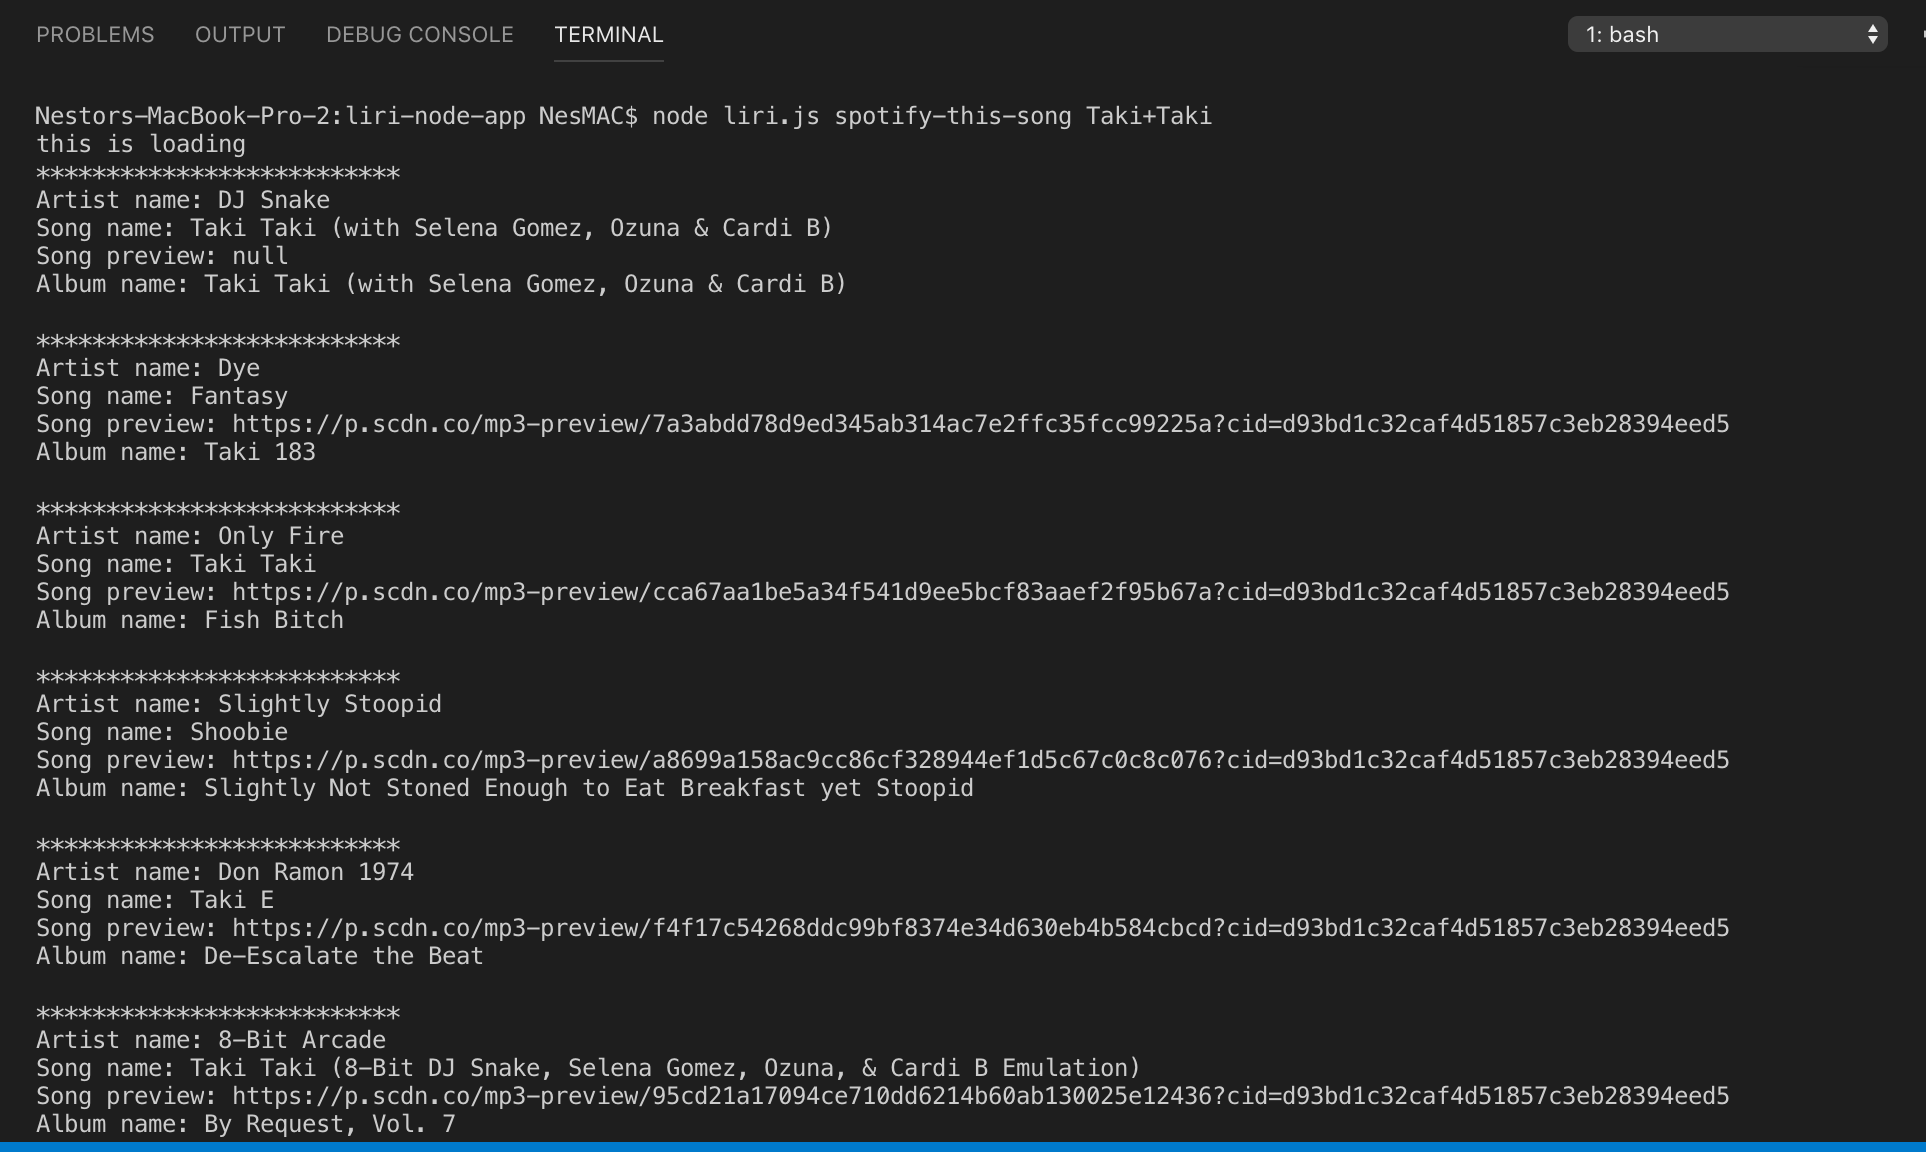 PROBLEMS OUTPUT DEBUG CONSOLE TERMINAL 1: bash
Nestors-MacBook-Pro-2:liri-node-app NesMAC$ node liri.js spotify-this-song Taki+Taki
this is loading
**************************
Artist name: DJ Snake
Song name: Taki Taki (with Selena Gomez, Ozuna & Cardi B)
Song preview: null
Album name: Taki Taki (with Selena Gomez, Ozuna & Cardi B)
**************************
Artist name: Dye
Song name: Fantasy
Song preview: https://p.scdn.co/mp3-preview/7a3abdd78d9ed345ab314ac7e2ffc35fcc99225a?cid=d93bd1c32caf4d51857c3eb28394eed5
Album name: Taki 183
**************************
Artist name: Only Fire
Song name: Taki Taki
Song preview: https://p.scdn.co/mp3-preview/cca67aa1be5a34f541d9ee5bcf83aaef2f95b67a?cid=d93bd1c32caf4d51857c3eb28394eed5
Album name: Fish Bitch
**************************
Artist name: Slightly Stoopid
Song name: Shoobie
Song preview: https://p.scdn.co/mp3-preview/a8699a158ac9cc86cf328944ef1d5c67c0c8c076?cid=d93bd1c32caf4d51857c3eb28394eed5
Album name: Slightly Not Stoned Enough to Eat Breakfast yet Stoopid
**************************
Artist name: Don Ramon 1974
Song name: Taki E
Song preview: https://p.scdn.co/mp3-preview/f4f17c54268ddc99bf8374e34d630eb4b584cbcd?cid=d93bd1c32caf4d51857c3eb28394eed5
Album name: De-Escalate the Beat
**************************
Artist name: 8-Bit Arcade
Song name: Taki Taki (8-Bit DJ Snake, Selena Gomez, Ozuna, & Cardi B Emulation)
Song preview: https://p.scdn.co/mp3-preview/95cd21a17094ce710dd6214b60ab130025e12436?cid=d93bd1c32caf4d51857c3eb28394eed5
Album name: By Request, Vol. 7